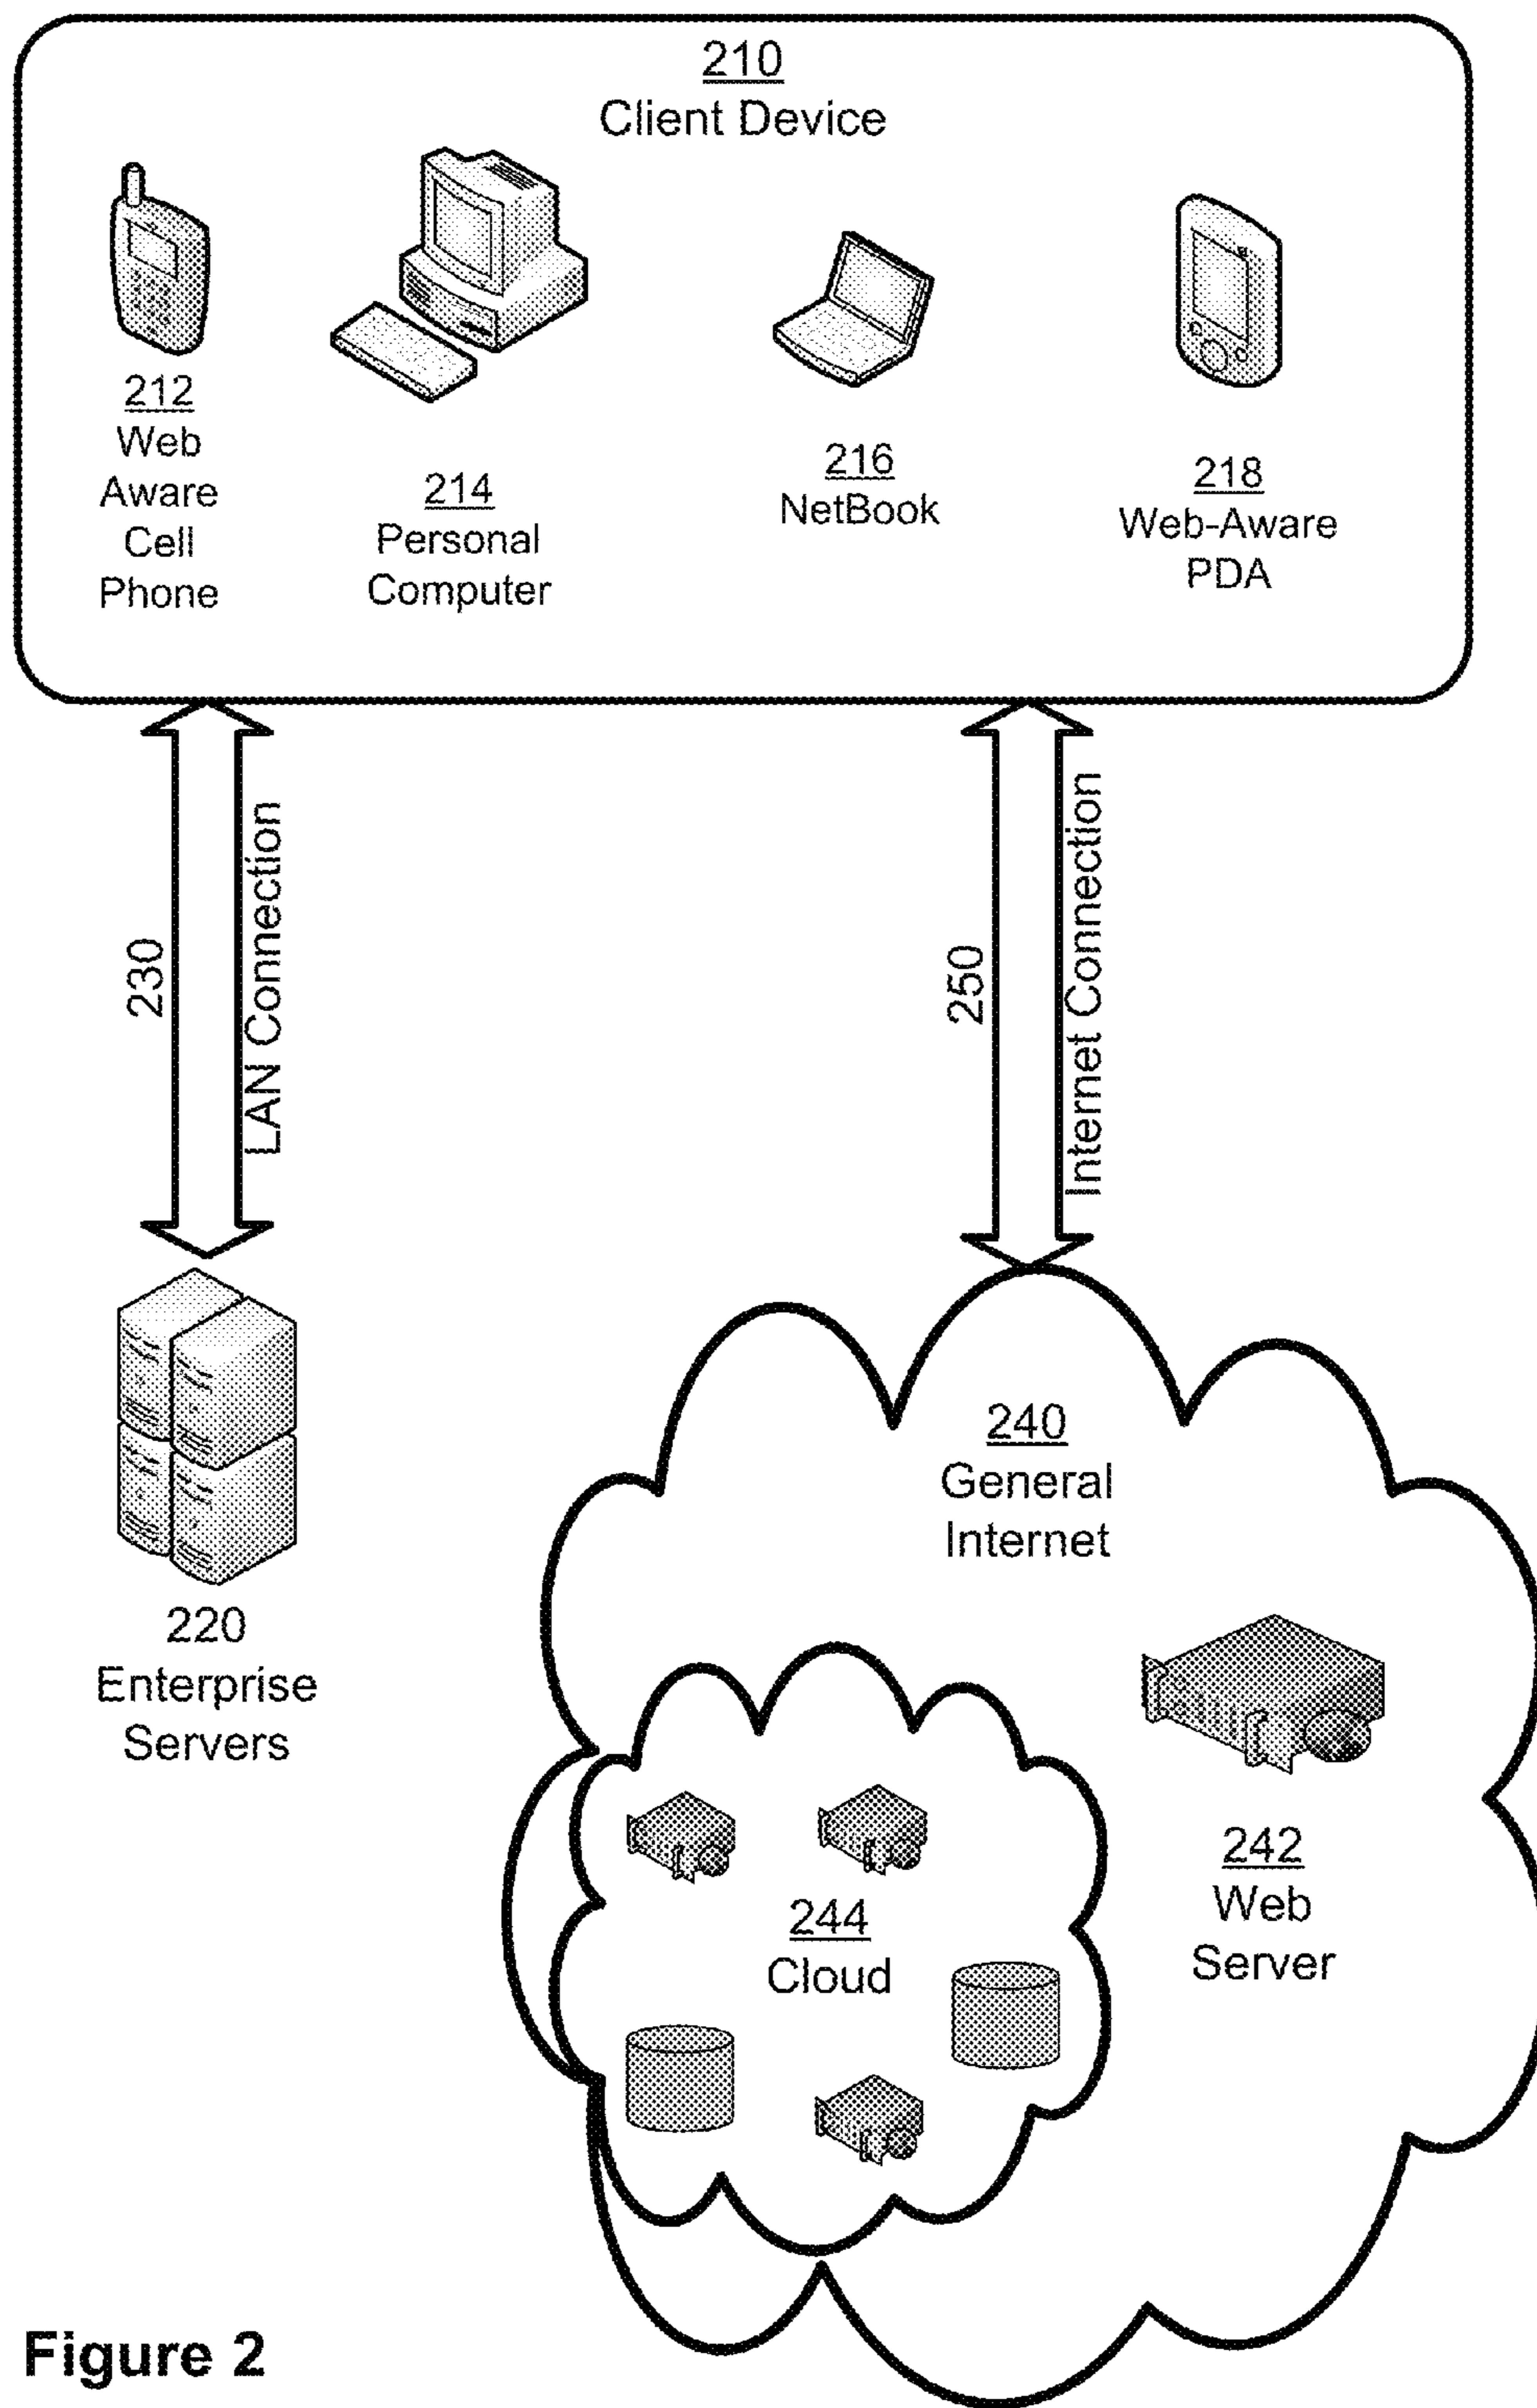 210
Client Device
212
Web
Aware
Cell
Phone
214
Personal
Computer
216
NetBook
218
Web-Aware
PDA
230
LAN Connection
250
Internet Connection
220
Enterprise
Servers
240
General
Internet
242
Web
Server
244
Cloud
Figure 2